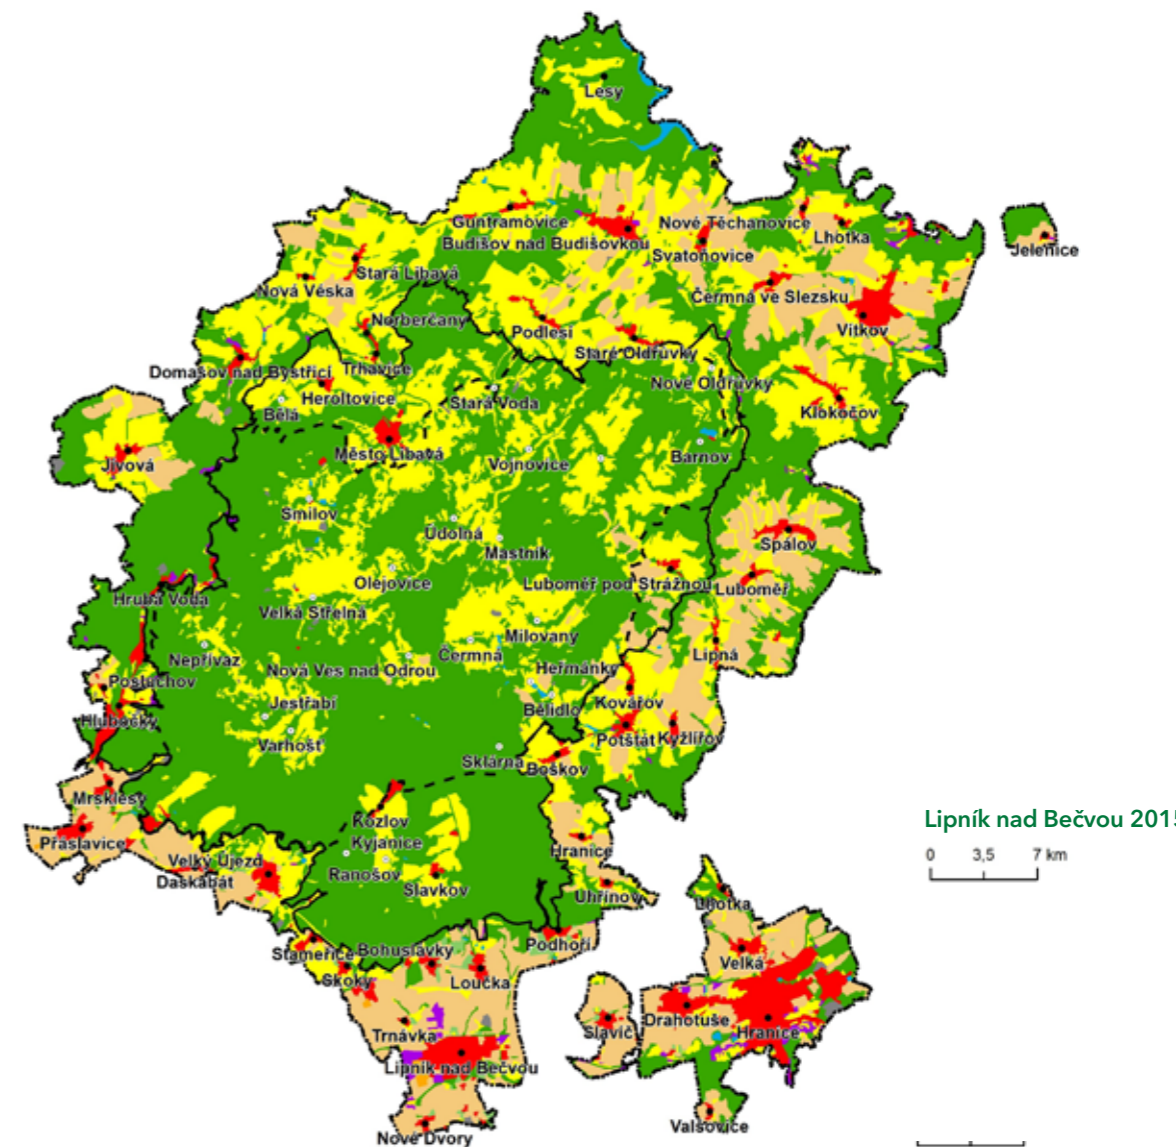 Lesy
Guntramovice
Budišov nad Budišovkou
Nové Těchanovice
Lhotka
Svatoňovice
Jelenice
Stará Libavá
Nová Véska
Čermná ve Slezsku
Vítkov
Norberčany
Podlesí
Staré Oldřůvky
Domašov nad Bystřicí
Trhavice
Heroltovice
Nové Oldřůvky
Bělá
Stará Voda
Klokočov
Město Libavá
Vojnovice
Barnov
Jívová
Smilov
Údolná
Mastník
Spálov
Olejovice
Luboměř pod Strážnou
Luboměř
Hrubá Voda
Velká Střelná
Milovany
Čermná
Lipná
Nepřívaz
Nová Ves nad Odrou
Heřmánky
Posluchov
Jestřabí
Bělidlo
Kovářov
Hlubočky
Varhošť
Potštát
Kyžlířov
Sklárna
Boškov
Mrsklesy
Kozlov
Lipník nad Bečvou 201
Přáslavice
Kyjanice
Hranice
0 3,5 7 km
Velký Újezd
Daskabát
Ranošov
Slavkov
Uhřínov
Lhotka
Staměřice
Bohuslávky
Podhoří
Velká
Skoky
Loučka
Trnávka
Slavíč
Drahotuše
Hranice
Lipník nad Bečvou
Valšovice
Nové Dvory